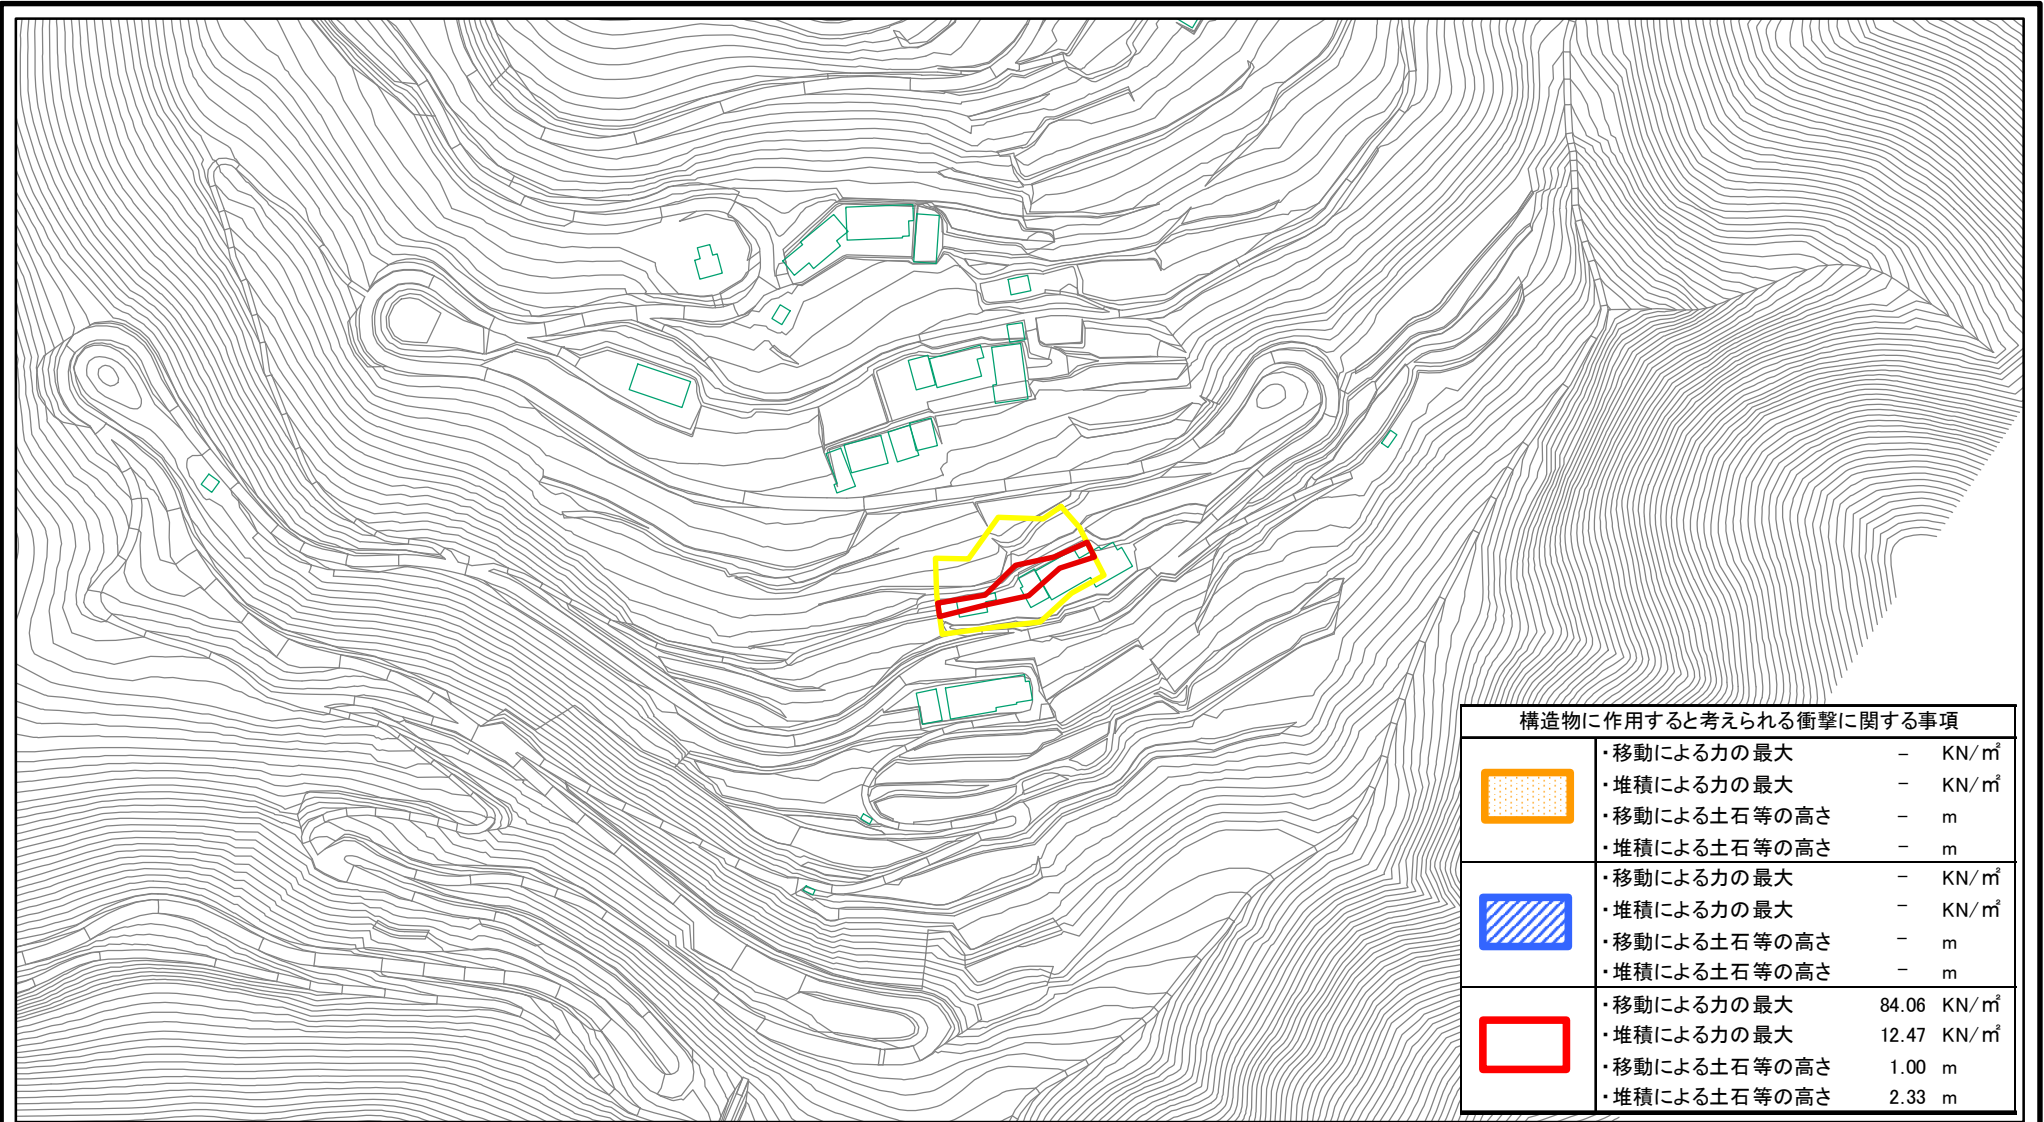 構造物に作用すると考えられる衝撃に関する事項
・移動による力の最大 － KN/㎡
・堆積による力の最大 － KN/㎡
・移動による土石等の高さ － m
・堆積による土石等の高さ － m
・移動による力の最大 － KN/㎡
・堆積による力の最大 － KN/㎡
・移動による土石等の高さ － m
・堆積による土石等の高さ － m
・移動による力の最大 84.06 KN/㎡
・堆積による力の最大 12.47 KN/㎡
・移動による土石等の高さ 1.00 m
・堆積による土石等の高さ 2.33 m